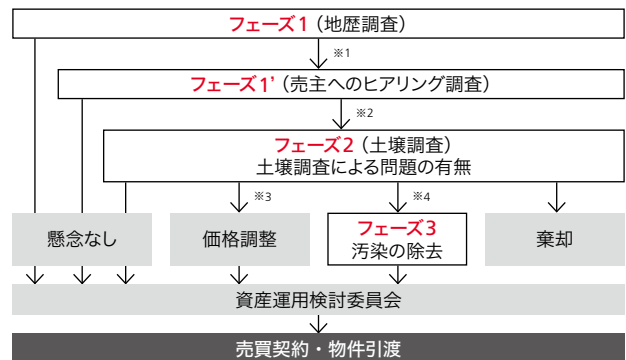 フェーズ1（地歴調査）
※1
フェーズ1’（売主へのヒアリング調査）
※2
フェーズ2（土壌調査）
土壌調査による問題の有無
※3
※4
懸念なし
価格調整
フェーズ3
汚染の除去
棄却
資産運用検討委員会
売買契約・物件引渡